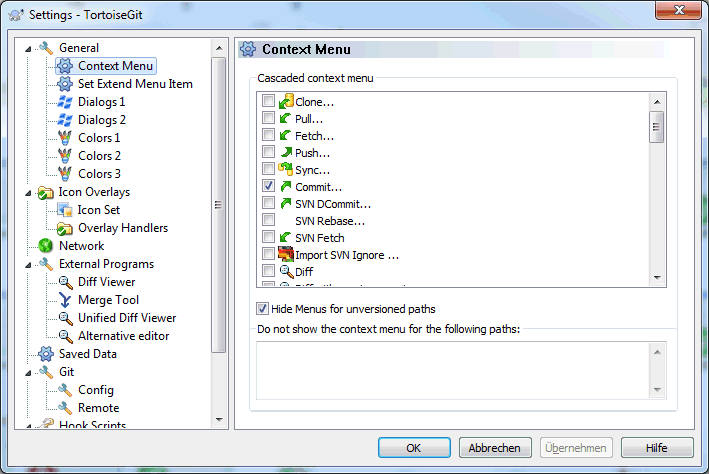 Settings - TortoiseGit
General
Context Menu
Set Extend Menu Item
Dialogs 1
Dialogs 2
Colors 1
Colors 2
Colors 3
Icon Overlays
Icon Set
Overlay Handlers
Network
External Programs
Diff Viewer
Merge Tool
Unified Diff Viewer
Alternative editor
Saved Data
Git
Config
Remote
Hook Scripts
Context Menu
Cascaded context menu
Clone...
Pull...
Fetch...
Push...
Sync...
Commit...
SVN DCommit...
SVN Rebase...
SVN Fetch
Import SVN Ignore ...
Diff
Hide Menus for unversioned paths
Do not show the context menu for the following paths:
OK
Abbrechen
Übernehmen
Hilfe